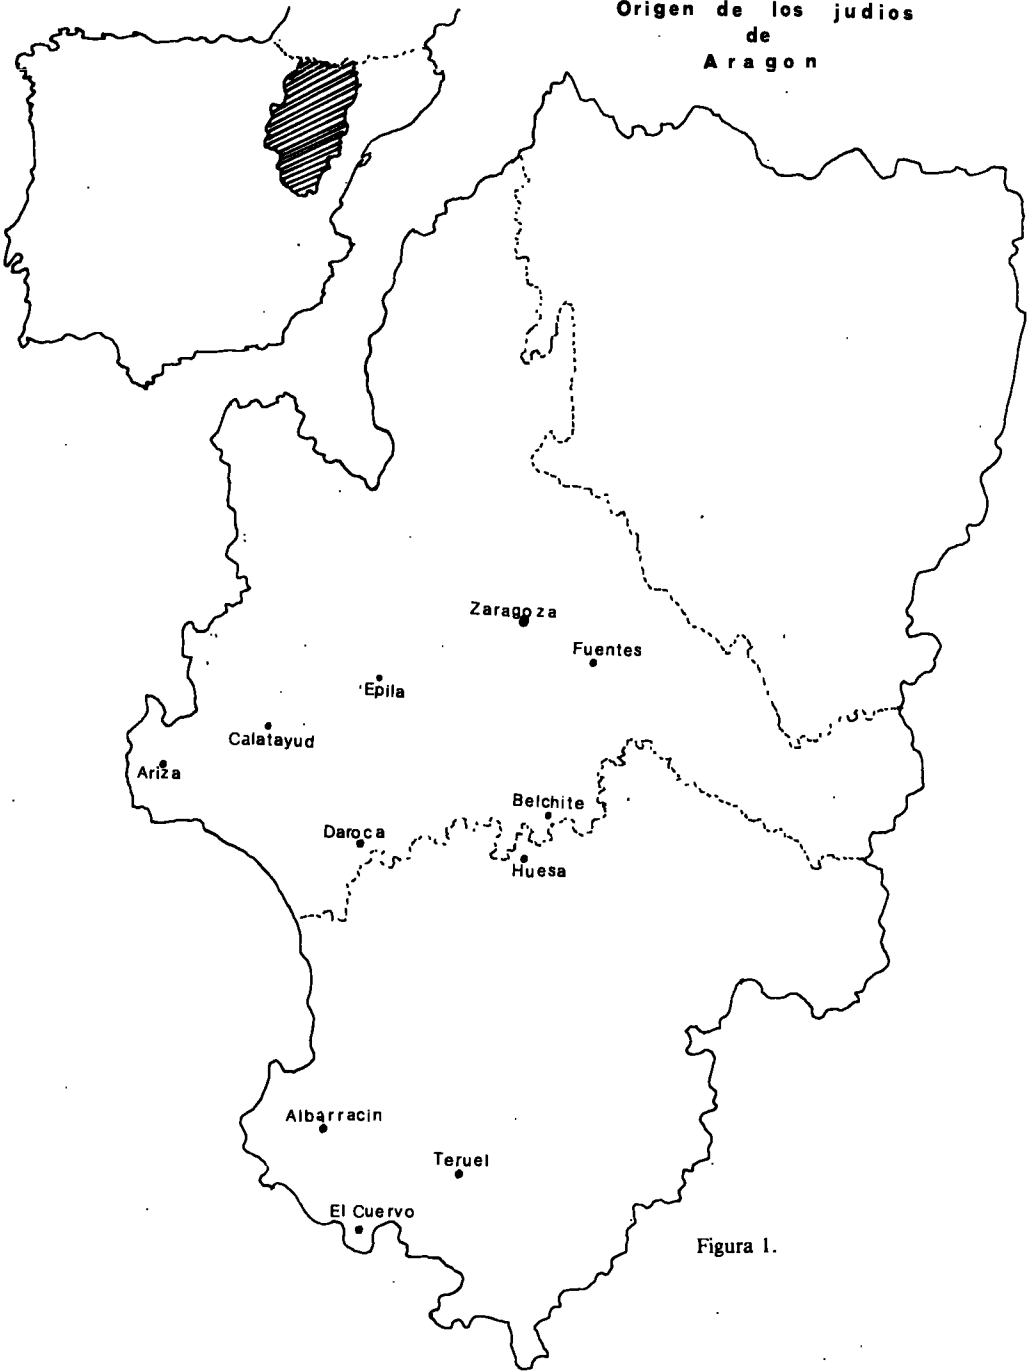 Origen de los judios
de
Aragon
Zaragoza
Fuentes
Epila
Calatayud
Ariza
Belchite
Daroca
Huesa
Albarracin
Teruel
El Cuervo
Figura 1.